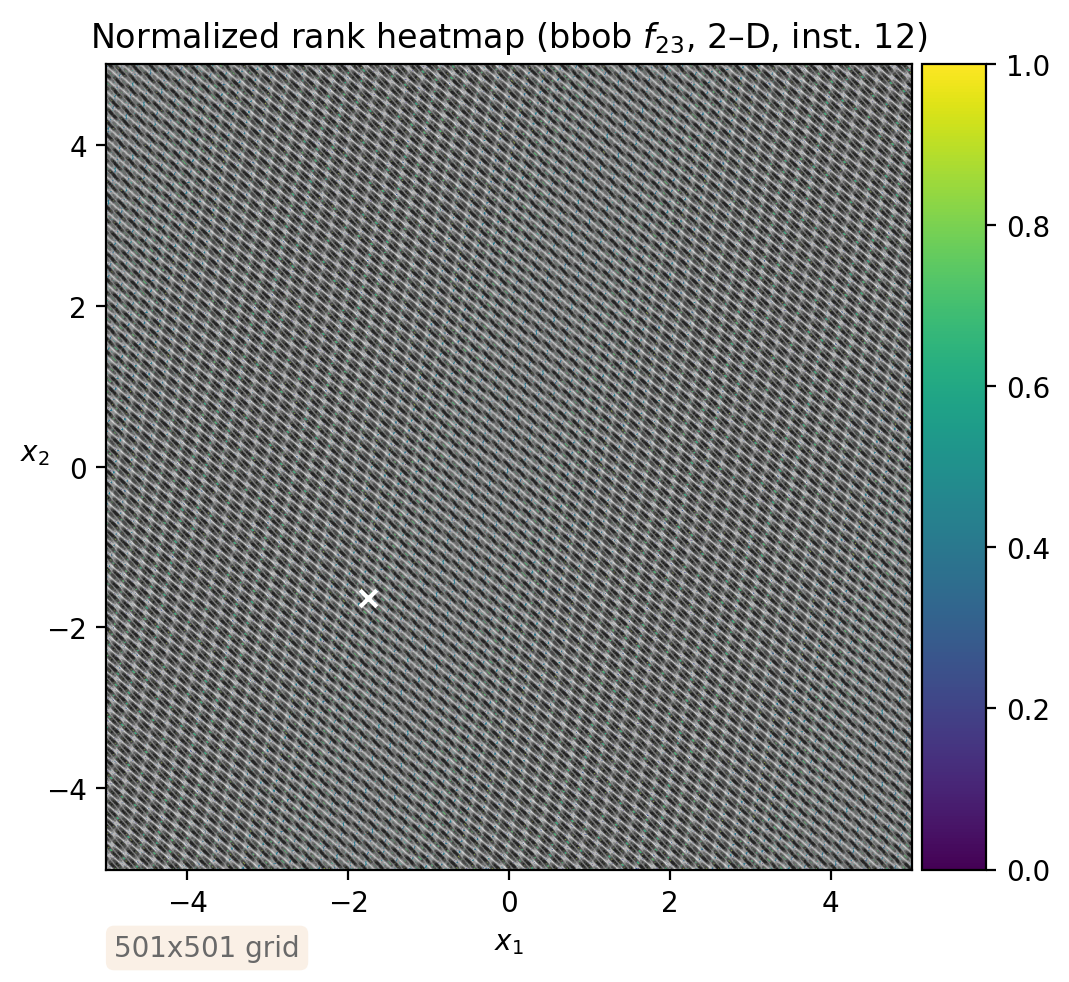 Normalized rank heatmap (bbob f₂₃, 2–D, inst. 12)
1.0
0.8
0.6
0.4
0.2
0.0
4
2
0
−2
−4
x₂
−4 −2 0 2 4
x₁
501x501 grid